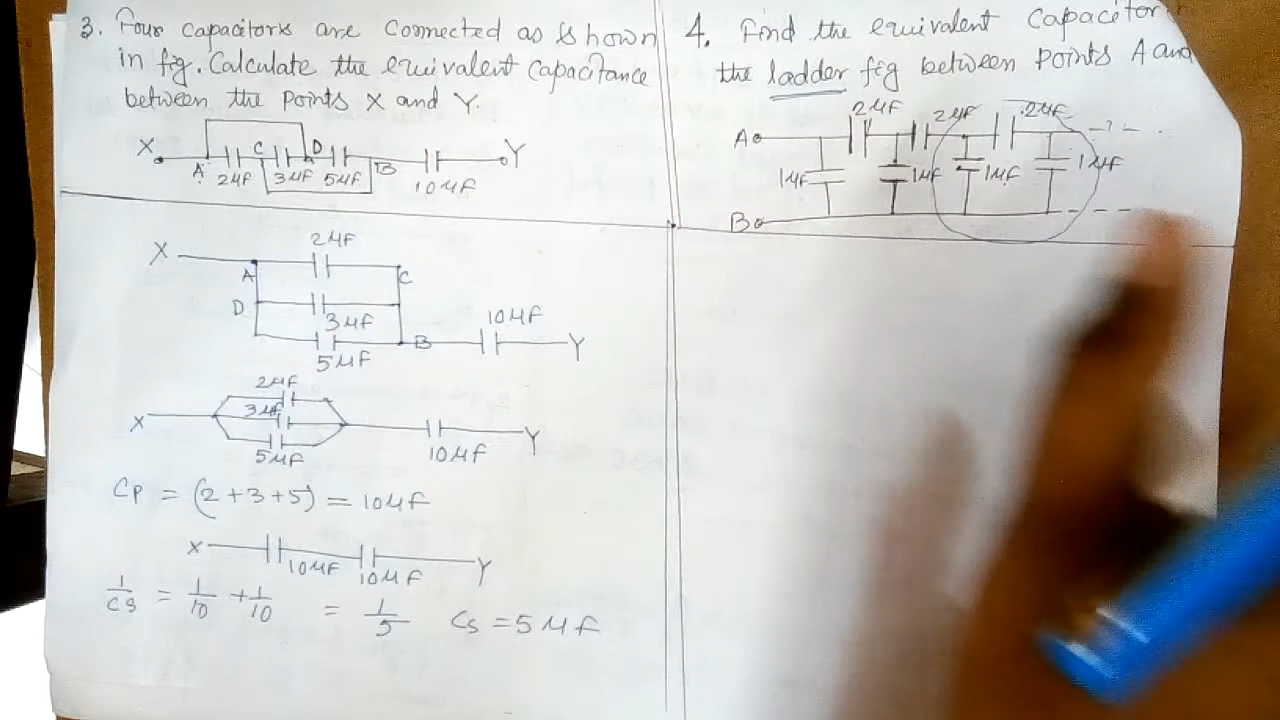 3. Four capacitors are connected as shown
in fig. Calculate the equivalent capacitance
between the points X and Y.
X A C D B Y
2μF 3μF 5μF 10μF
2μF
X A C
D 3μF 10μF
5μF B Y
2μF
X 3μF Y
5μF 10μF
CP = (2+3+5) = 10μF
X 10μF 10μF Y
1/CS = 1/10 + 1/10 = 1/5 CS = 5μF
4. Find the equivalent capacitor
the ladder fig between points A and
2μF 2μF 2μF
A
1μF 1μF 1μF 1μF
B